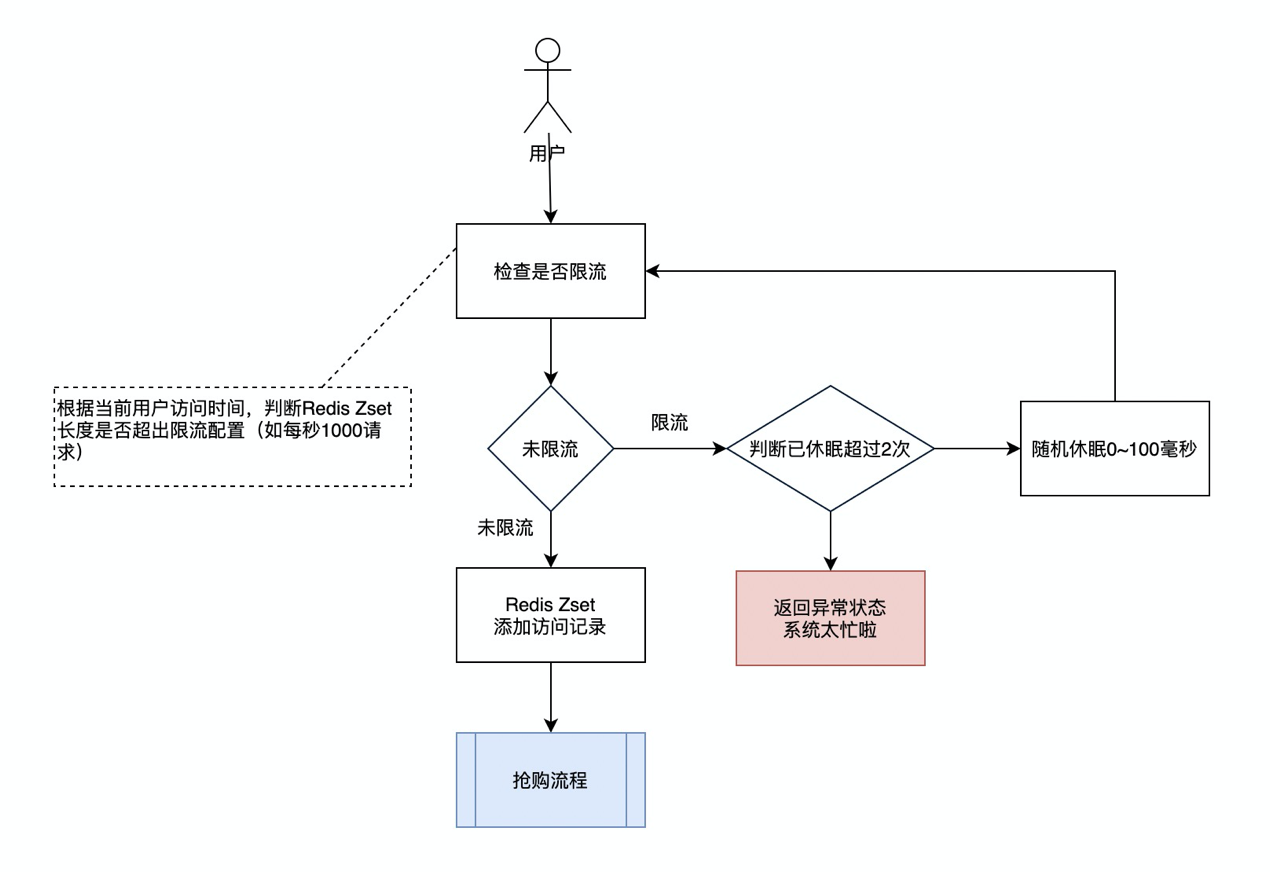 用户
检查是否限流
根据当前用户访问时间，判断Redis Zset
长度是否超出限流配置（如每秒1000请
求）
限流
未限流
判断已休眠超过2次
随机休眠0~100毫秒
未限流
Redis Zset
添加访问记录
返回异常状态
系统太忙啦
抢购流程